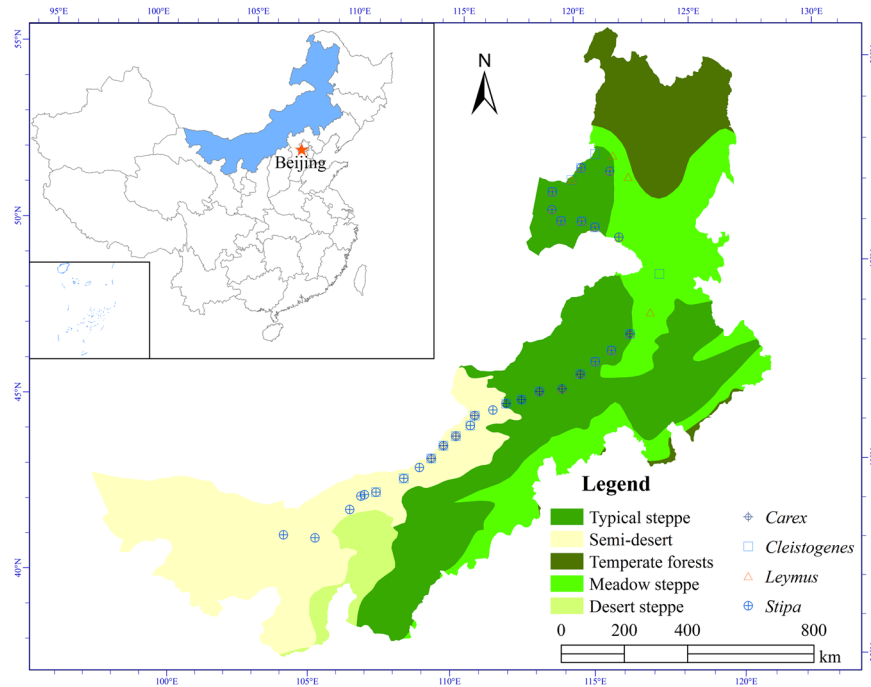 95°E 100°E 105°E 110°E 115°E 120°E 125°E 130°E
55°N
N
Beijing
50°N
45°N
Legend
Typical steppe
Semi-desert
Temperate forests
Meadow steppe
Desert steppe
Carex
Cleistogenes
Leymus
Stipa
40°N
0 200 400 800
km
100°E 105°E 110°E 115°E 120°E